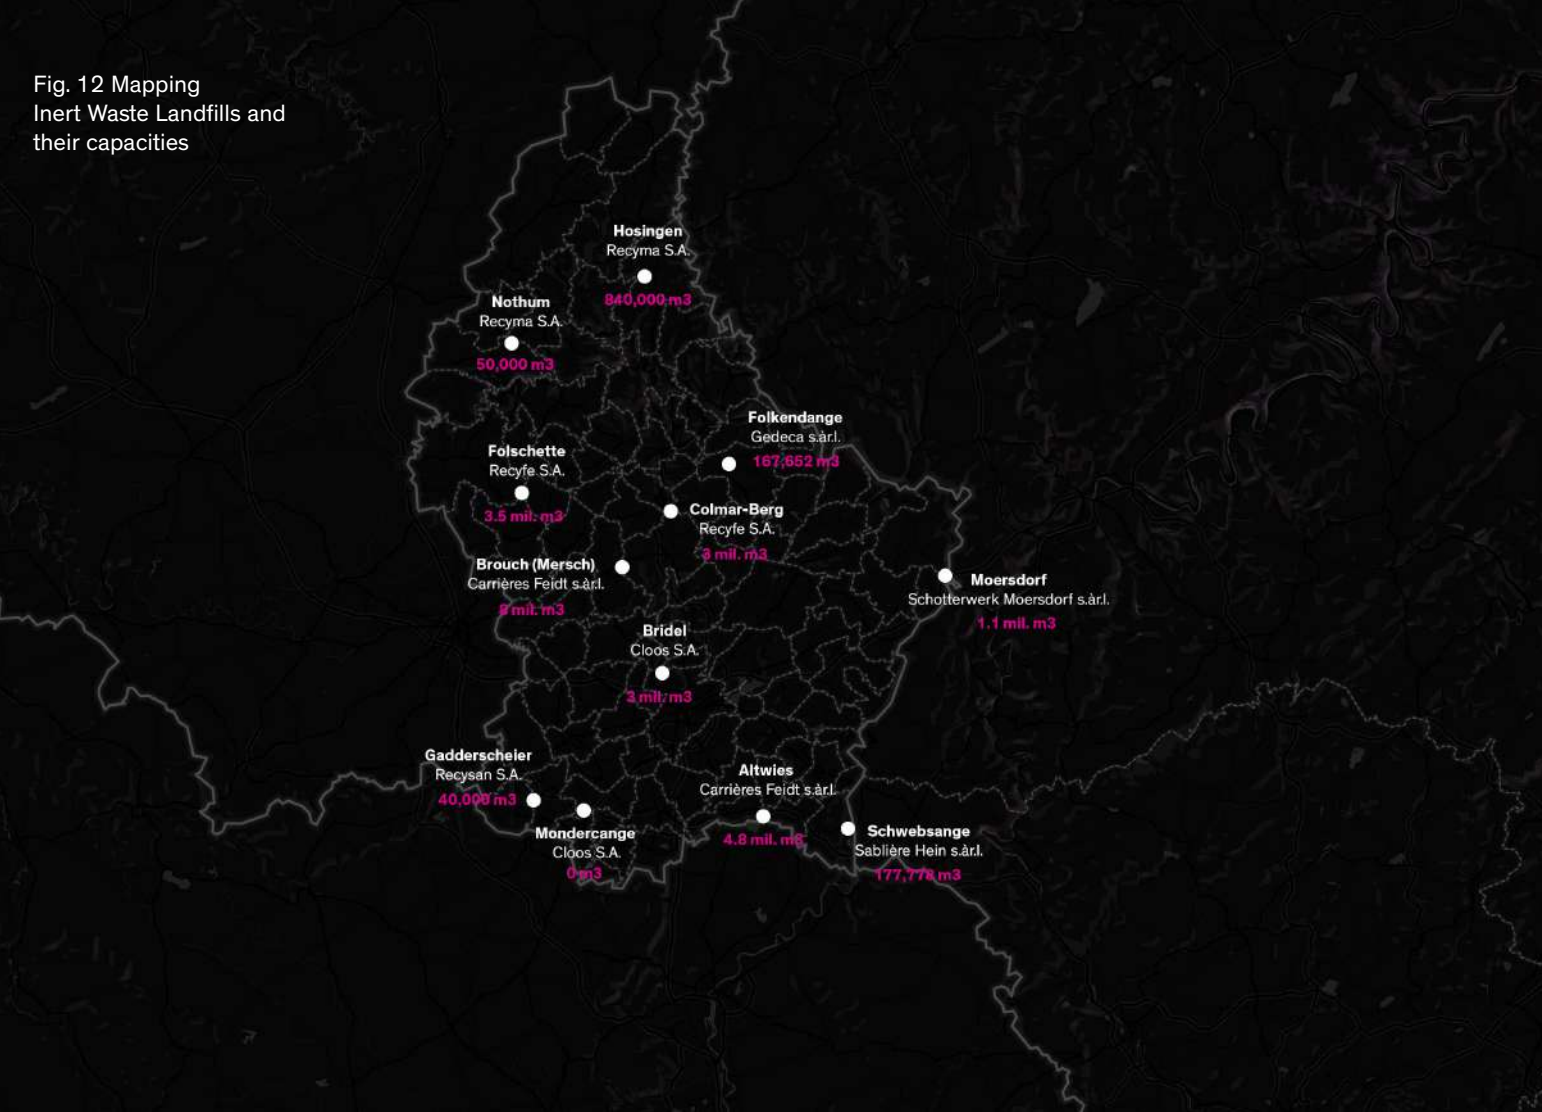 Fig. 12 Mapping
Inert Waste Landfills and
their capacities
Hosingen
Recyma S.A.
840,000 m3
Nothum
Recyma S.A.
50,000 m3
Folkendange
Gedeca s.àr.l.
167,652 m3
Folschette
Recyfe S.A.
3.5 mil. m3
Colmar-Berg
Recyfe S.A.
3 mil. m3
Brouch (Mersch)
Carrières Feidt s.àr.l.
8 mil. m3
Moersdorf
Schotterwerk Moersdorf s.àr.l.
1.1 mil. m3
Bridel
Cloos S.A.
3 mil. m3
Gadderscheier
Recysan S.A.
40,000 m3
Mondercange
Cloos S.A.
0 m3
Altwies
Carrières Feidt s.àr.l.
4.8 mil. m3
Schwebsange
Sablière Hein s.àr.l.
177,778 m3